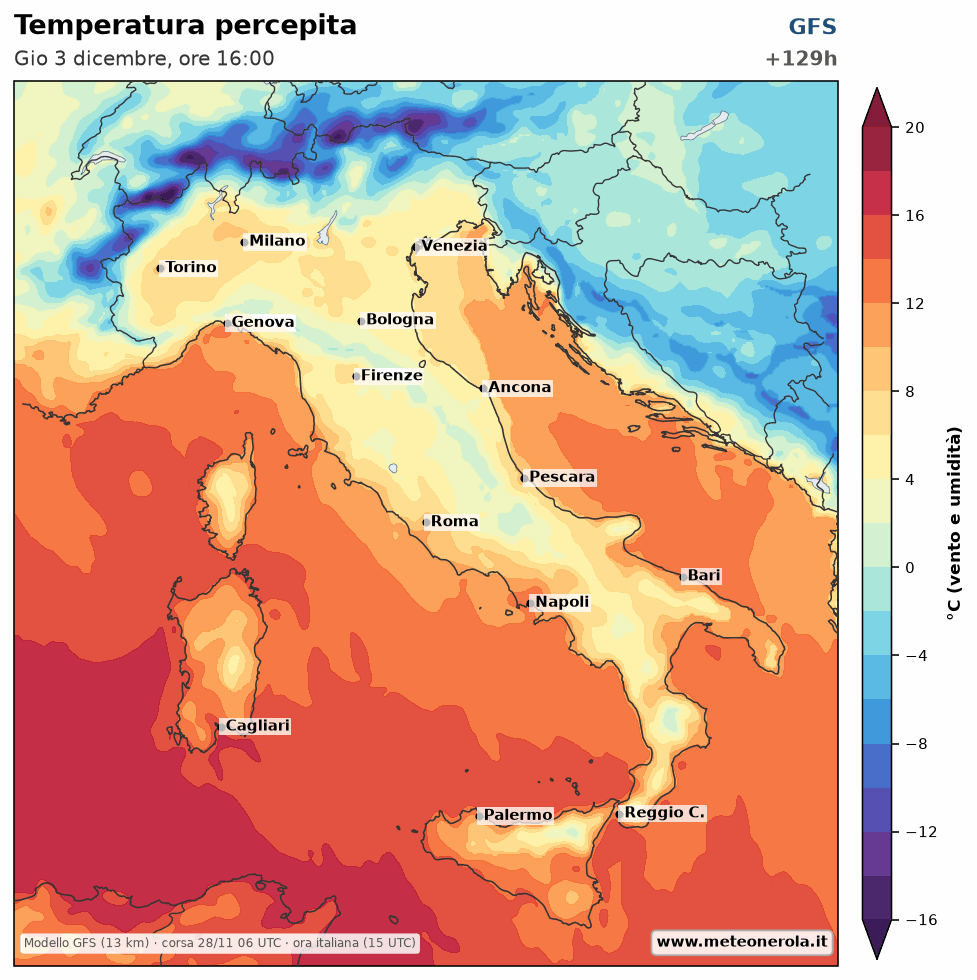 Temperatura percepita
GFS
Gio 3 dicembre, ore 16:00
+129h
20
16
12
8
4
0
−4
−8
−12
−16
°C (vento e umidità)
Milano
Venezia
Torino
Genova
Bologna
Firenze
Ancona
Pescara
Roma
Bari
Napoli
Cagliari
Palermo
Reggio C.
Modello GFS (13 km) · corsa 28/11 06 UTC · ora italiana (15 UTC)
www.meteonerola.it